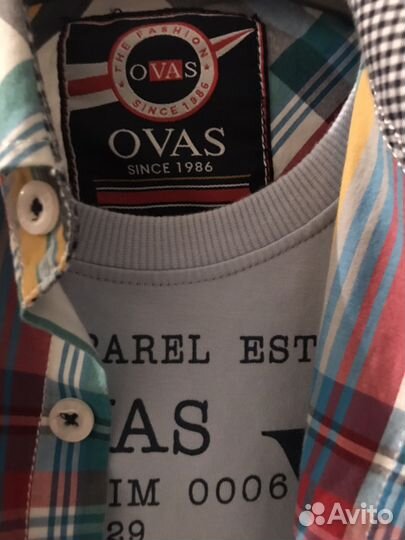 THE FASHION
OVAS
SINCE 1986
OVAS
SINCE 1986
PAREL EST
VAS
IM 0006
29
Avito